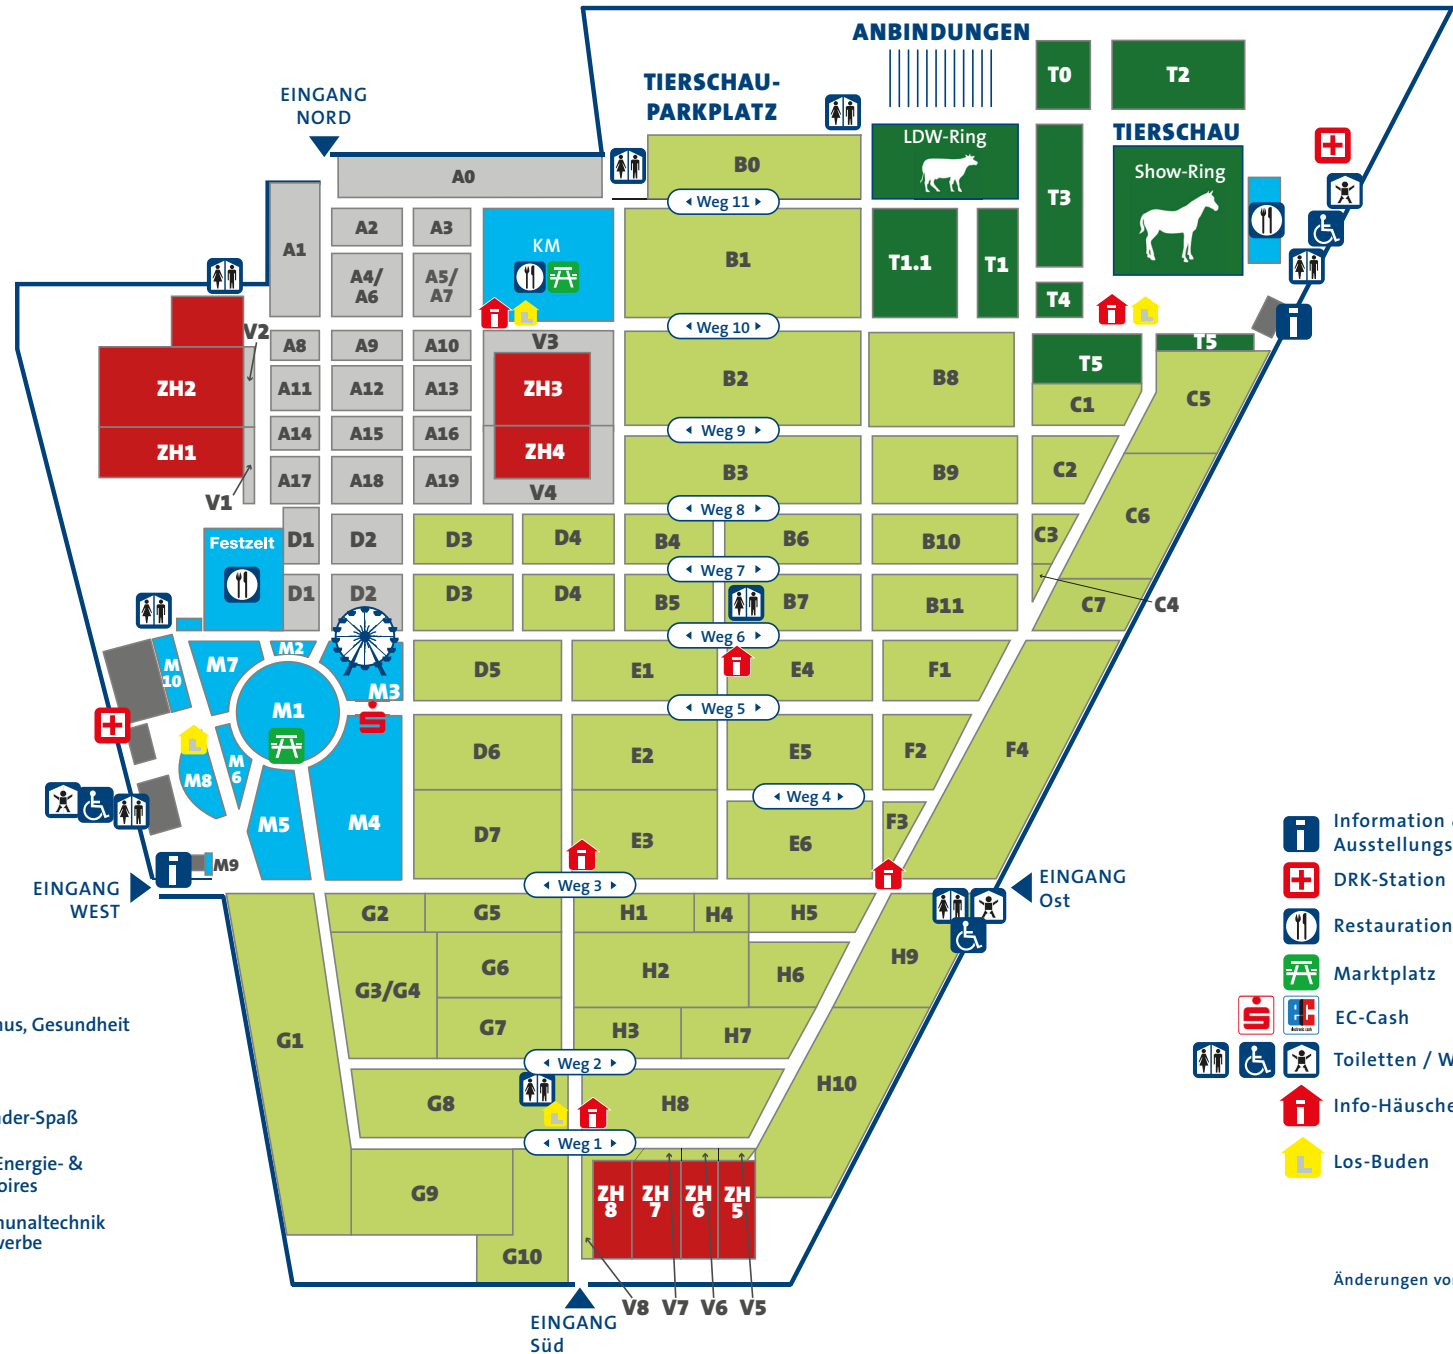 ANBINDUNGEN
TIERSCHAU-
PARKPLATZ
T0
T2
EINGANG
NORD
LDW-Ring
TIERSCHAU
Show-Ring
A0
B0
T3
Weg 11
A1
A2
A3
KM
B1
T1.1
T1
A4/
A6
A5/
A7
T4
V2
Weg 10
V3
T5
T5
A8
A9
A10
ZH2
A11
A12
A13
ZH3
B2
B8
C1
C5
A14
A15
A16
Weg 9
ZH1
ZH4
A17
A18
A19
V4
B3
B9
C2
V1
Weg 8
C6
Festzelt
D1
D2
D3
D4
B4
B6
B10
C3
Weg 7
D1
D2
D3
D4
B5
B7
B11
C7
C4
Weg 6
M2
M7
M
10
M3
D5
E1
E4
F1
M1
Weg 5
M
6
M8
D6
E2
E5
F2
F4
Weg 4
M5
M4
D7
E3
E6
F3
M9
Weg 3
EINGANG
WEST
EINGANG
Ost
G2
G5
H1
H4
H5
G3/G4
G6
H2
H6
H9
G1
G7
H3
H7
Weg 2
G8
H8
H10
Weg 1
G9
ZH
8
ZH
7
ZH
6
ZH
5
G10
V8
V7
V6
V5
EINGANG
Süd
Information
Ausstellungs
DRK-Station
Restauration
Marktplatz
EC-Cash
Toiletten / W
Info-Häusche
Los-Buden
Änderungen vo
nus, Gesundheit
der-Spaß
Energie- &
oires
munaltechnik
verbe